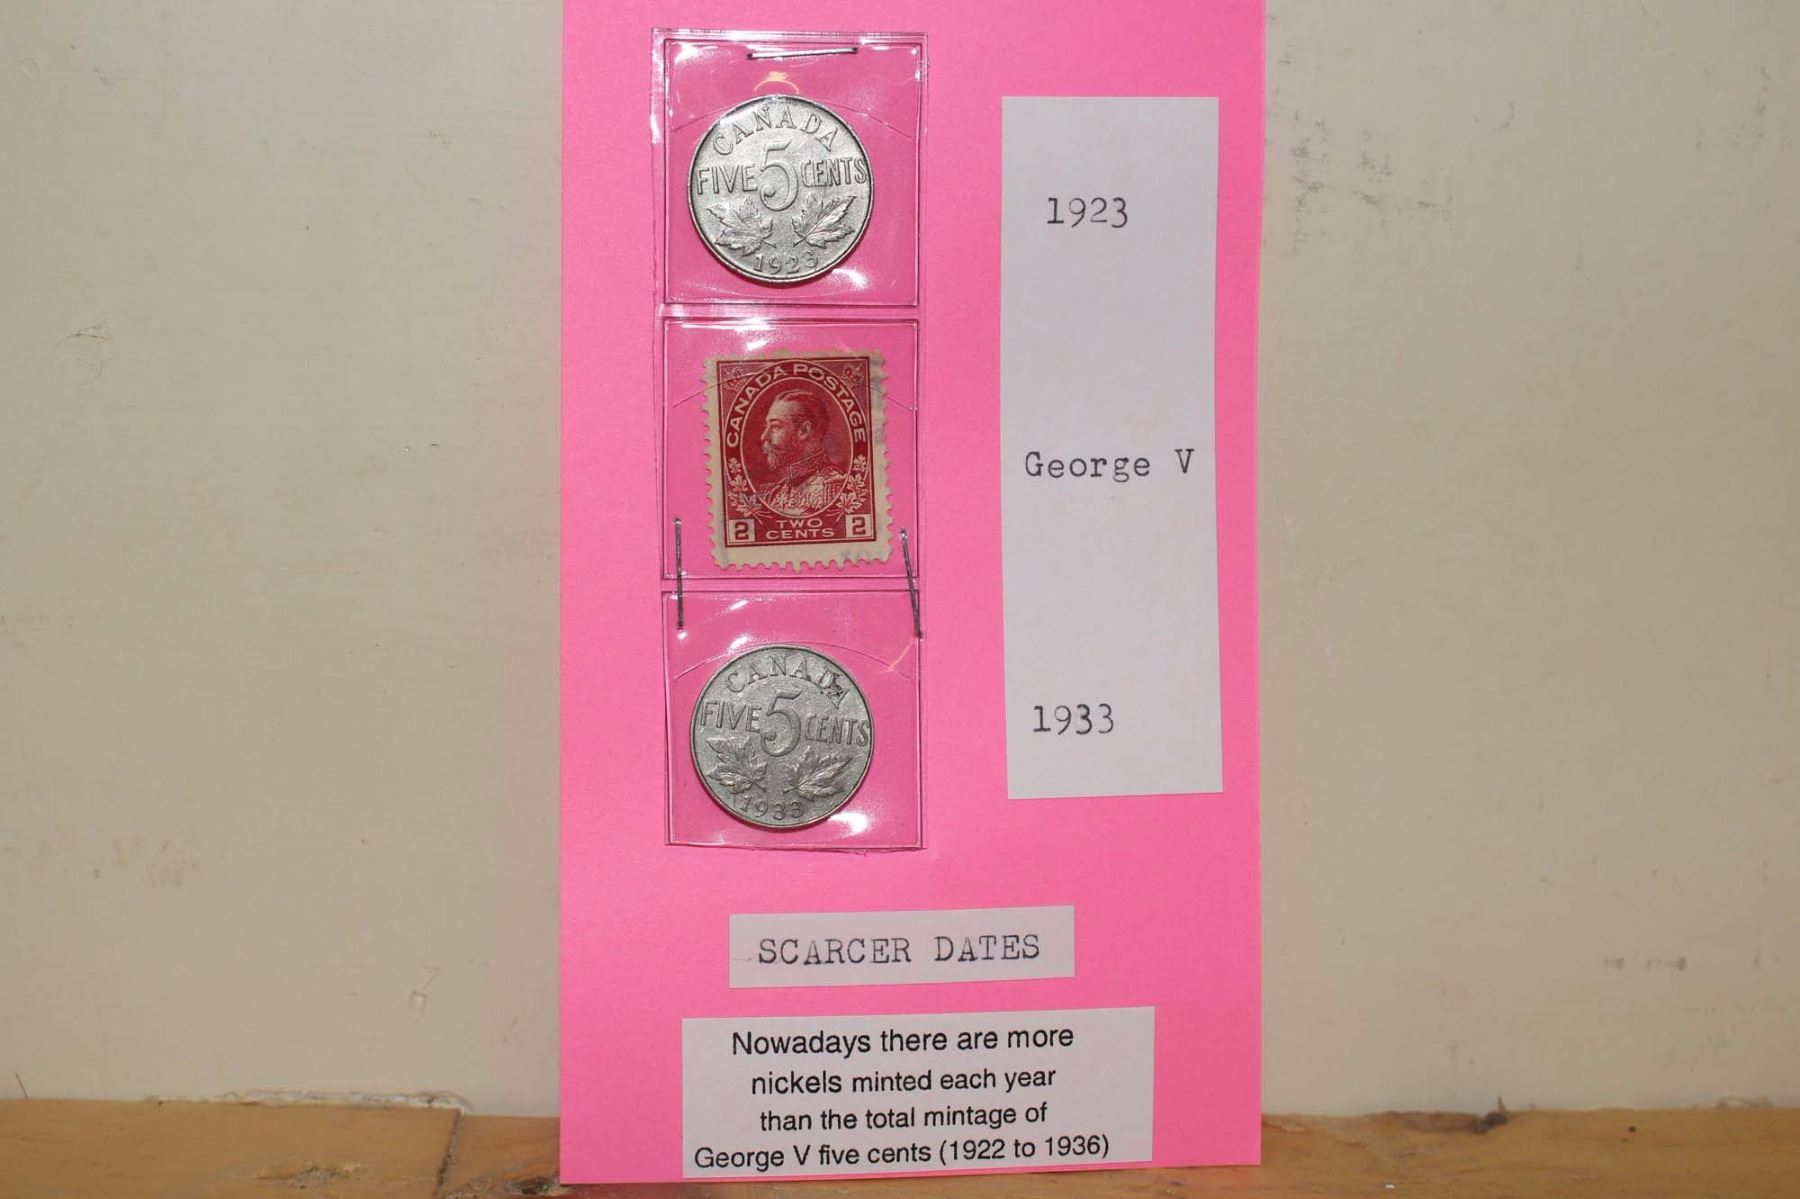 CANADA
FIVE 5 CENTS
1923
1923
CANADA POSTAGE
2 TWO CENTS 2
George V
CANADA
FIVE 5 CENTS
1933
1933
SCARCER DATES
Nowadays there are more
nickels minted each year
than the total mintage of
George V five cents (1922 to 1936)